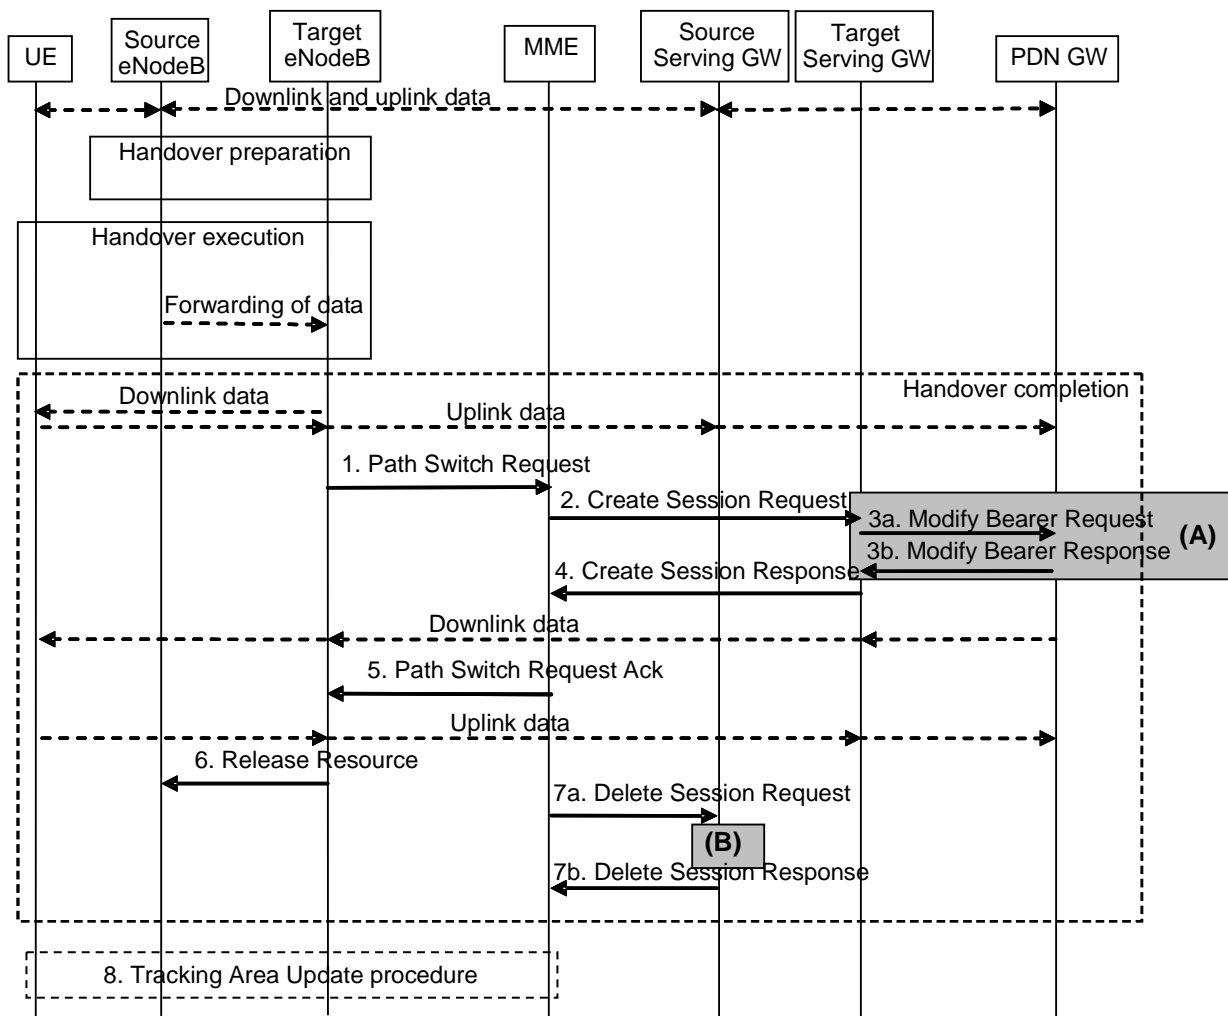 UE
Source
eNodeB
Target
eNodeB
MME
Source
Serving GW
Target
Serving GW
PDN GW
Downlink and uplink data
Handover preparation
Handover execution
Forwarding of data
Handover completion
Downlink data
Uplink data
1. Path Switch Request
2. Create Session Request
3a. Modify Bearer Request
(A)
3b. Modify Bearer Response
4. Create Session Response
Downlink data
5. Path Switch Request Ack
Uplink data
6. Release Resource
7a. Delete Session Request
(B)
7b. Delete Session Response
8. Tracking Area Update procedure